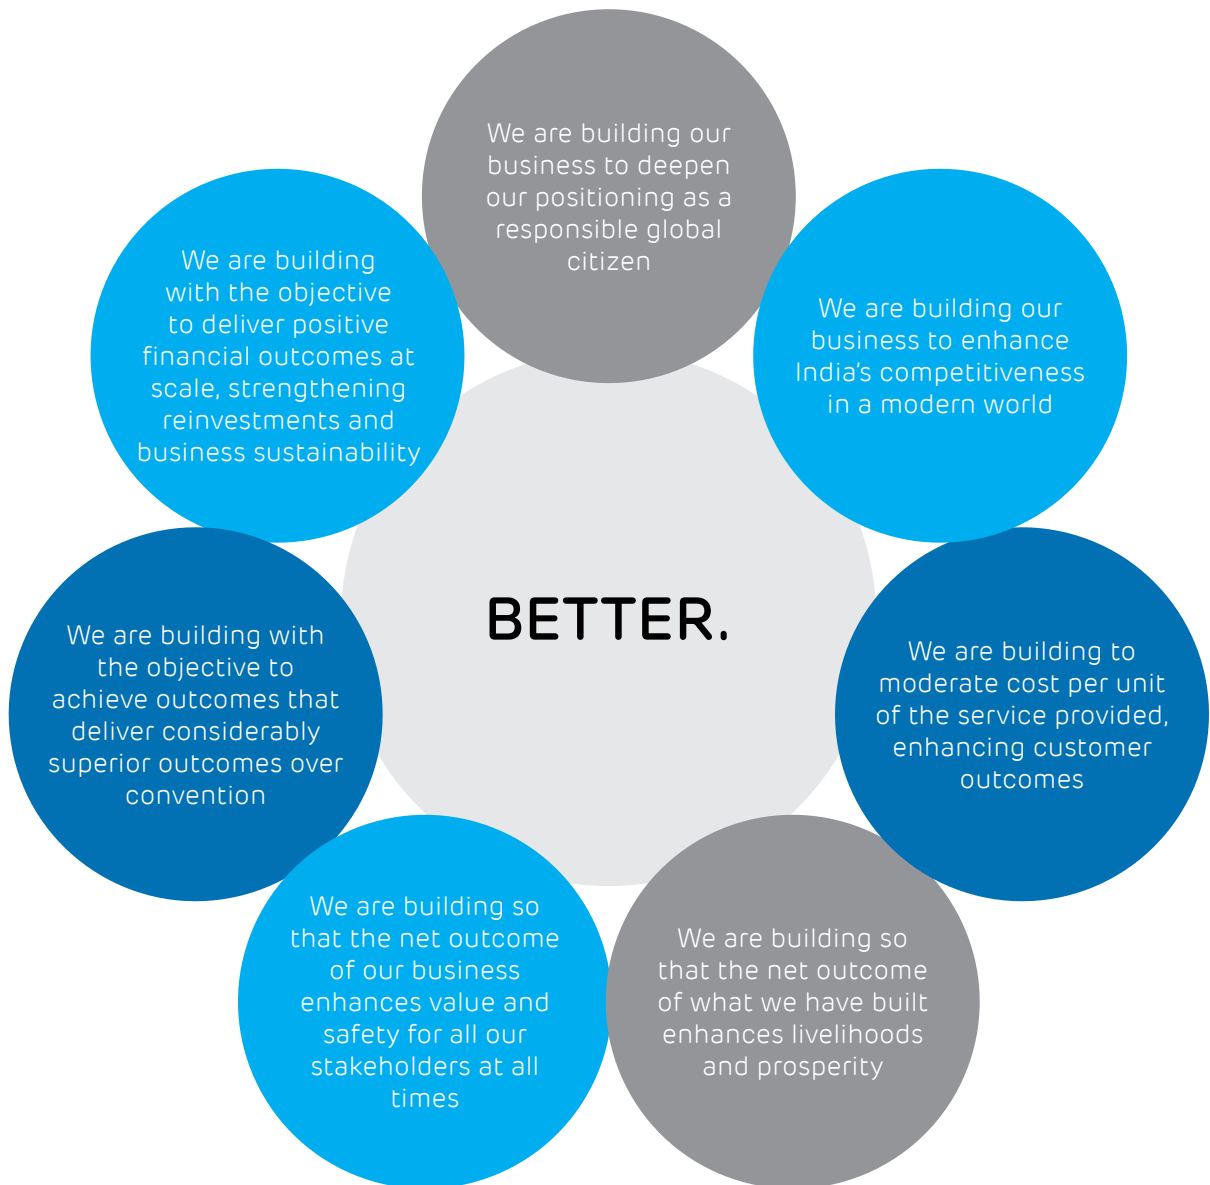 We are building our
business to deepen
our positioning as a
responsible global
citizen
We are building our
business to enhance
India's competitiveness
in a modern world
We are building to
moderate cost per unit
of the service provided,
enhancing customer
outcomes
We are building so
that the net outcome
of what we have built
enhances livelihoods
and prosperity
We are building so
that the net outcome
of our business
enhances value and
safety for all our
stakeholders at all
times
We are building with
the objective to
achieve outcomes that
deliver considerably
superior outcomes over
convention
We are building
with the objective
to deliver positive
financial outcomes at
scale, strengthening
reinvestments and
business sustainability
BETTER.